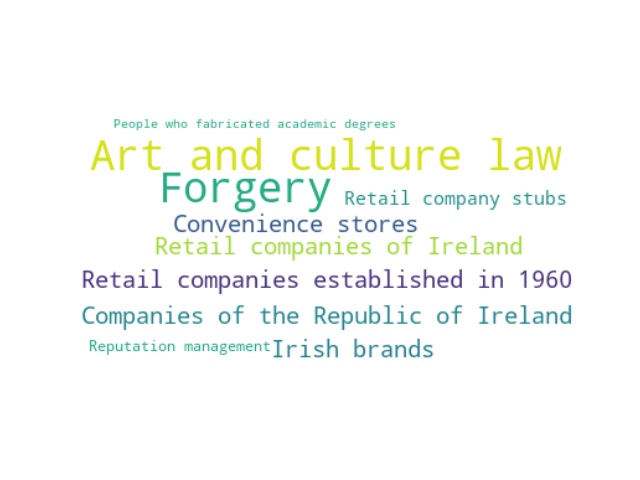 People who fabricated academic degrees
Art and culture law
Forgery
Retail company stubs
Convenience stores
Retail companies of Ireland
Retail companies established in 1960
Companies of the Republic of Ireland
Reputation management
Irish brands